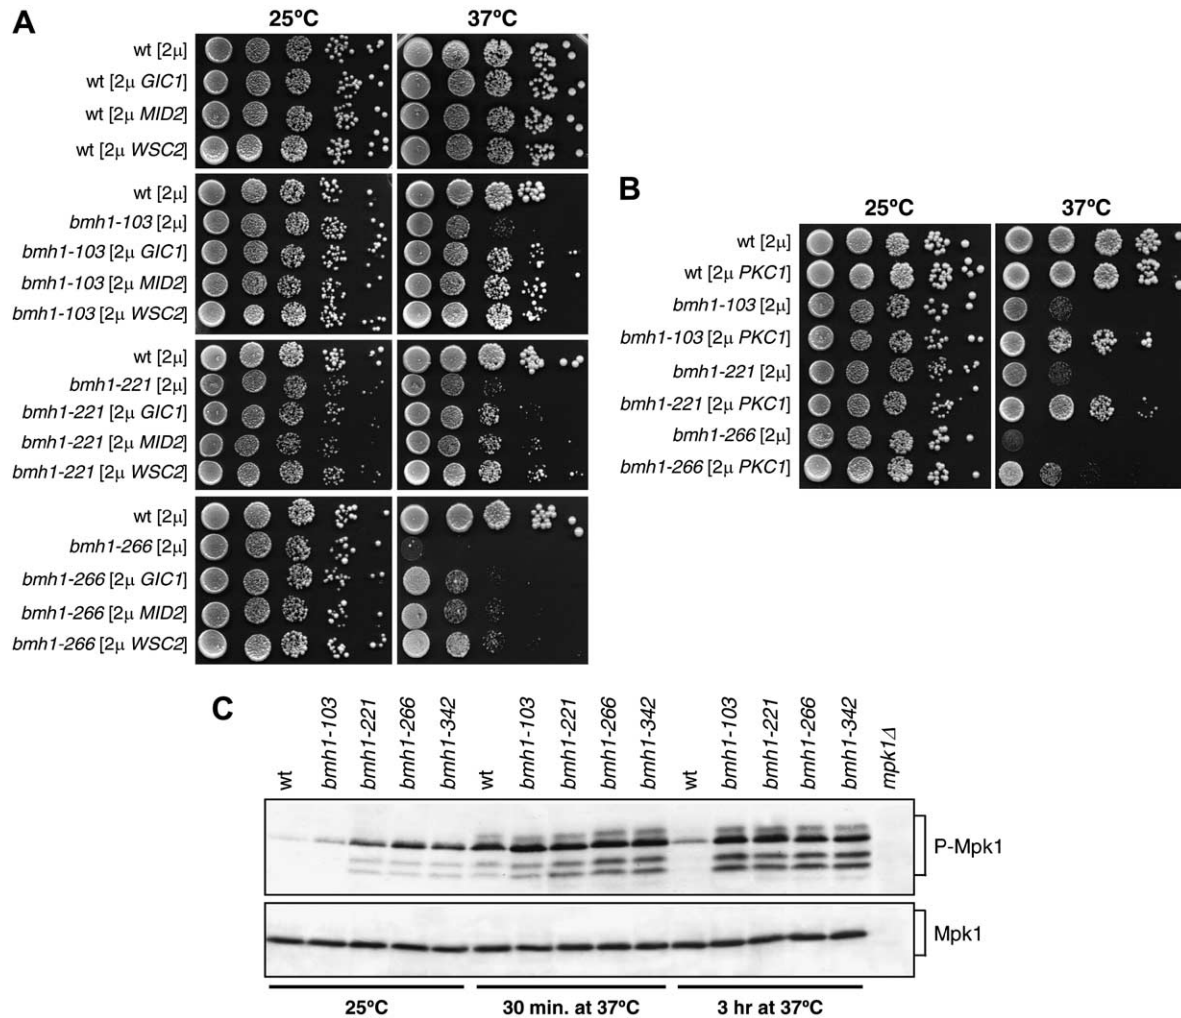 A
25ºC 37ºC
wt [2µ]
wt [2µ GIC1]
wt [2µ MID2]
wt [2µ WSC2]
wt [2µ]
bmh1-103 [2µ]
bmh1-103 [2µ GIC1]
bmh1-103 [2µ MID2]
bmh1-103 [2µ WSC2]
wt [2µ]
bmh1-221 [2µ]
bmh1-221 [2µ GIC1]
bmh1-221 [2µ MID2]
bmh1-221 [2µ WSC2]
wt [2µ]
bmh1-266 [2µ]
bmh1-266 [2µ GIC1]
bmh1-266 [2µ MID2]
bmh1-266 [2µ WSC2]
B
25ºC 37ºC
wt [2µ]
wt [2µ PKC1]
bmh1-103 [2µ]
bmh1-103 [2µ PKC1]
bmh1-221 [2µ]
bmh1-221 [2µ PKC1]
bmh1-266 [2µ]
bmh1-266 [2µ PKC1]
C
wt
bmh1-103
bmh1-221
bmh1-266
bmh1-342
wt
bmh1-103
bmh1-221
bmh1-266
bmh1-342
wt
bmh1-103
bmh1-221
bmh1-266
bmh1-342
mpk1Δ
P-Mpk1
Mpk1
25ºC 30 min. at 37ºC 3 hr at 37ºC